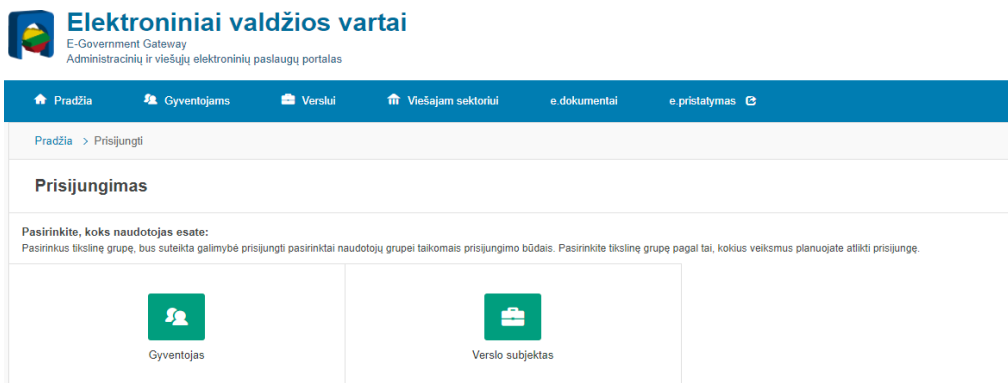 Elektroniniai valdžios vartai
E-Government Gateway
Administracinių ir viešųjų elektroninių paslaugų portalas
Pradžia Gyventojams Verslui Viešajam sektoriui e.dokumentai e.pristatymas
Pradžia > Prisijungti
Prisijungimas
Pasirinkite, koks naudotojas esate:
Pasirinkus tikslinę grupę, bus suteikta galimybė prisijungti pasirinktai naudotojų grupei taikomais prisijungimo būdais. Pasirinkite tikslinę grupę pagal tai, kokius veiksmus planuojate atlikti prisijungę.
Gyventojas Verslo subjektas